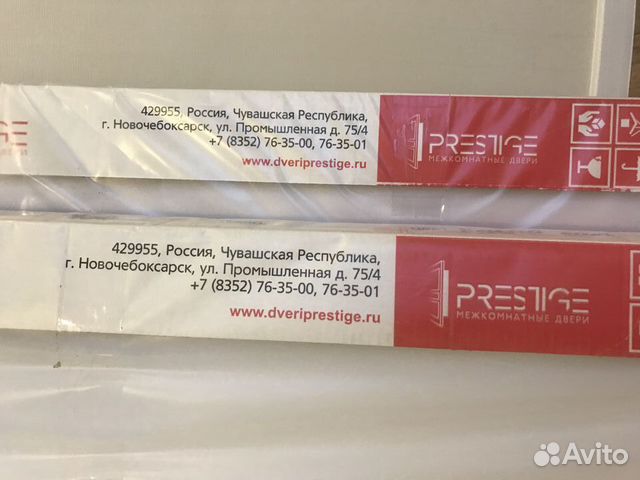 429955, Россия, Чувашская Республика,
г. Новочебоксарск, ул. Промышленная д. 75/4
+7 (8352) 76-35-00, 76-35-01
www.dveriprestige.ru
PRESTIGE
МЕЖКОМНАТНЫЕ ДВЕРИ
429955, Россия, Чувашская Республика,
г. Новочебоксарск, ул. Промышленная д. 75/4
+7 (8352) 76-35-00, 76-35-01
www.dveriprestige.ru
PRESTIGE
МЕЖКОМНАТНЫЕ ДВЕРИ
Avito